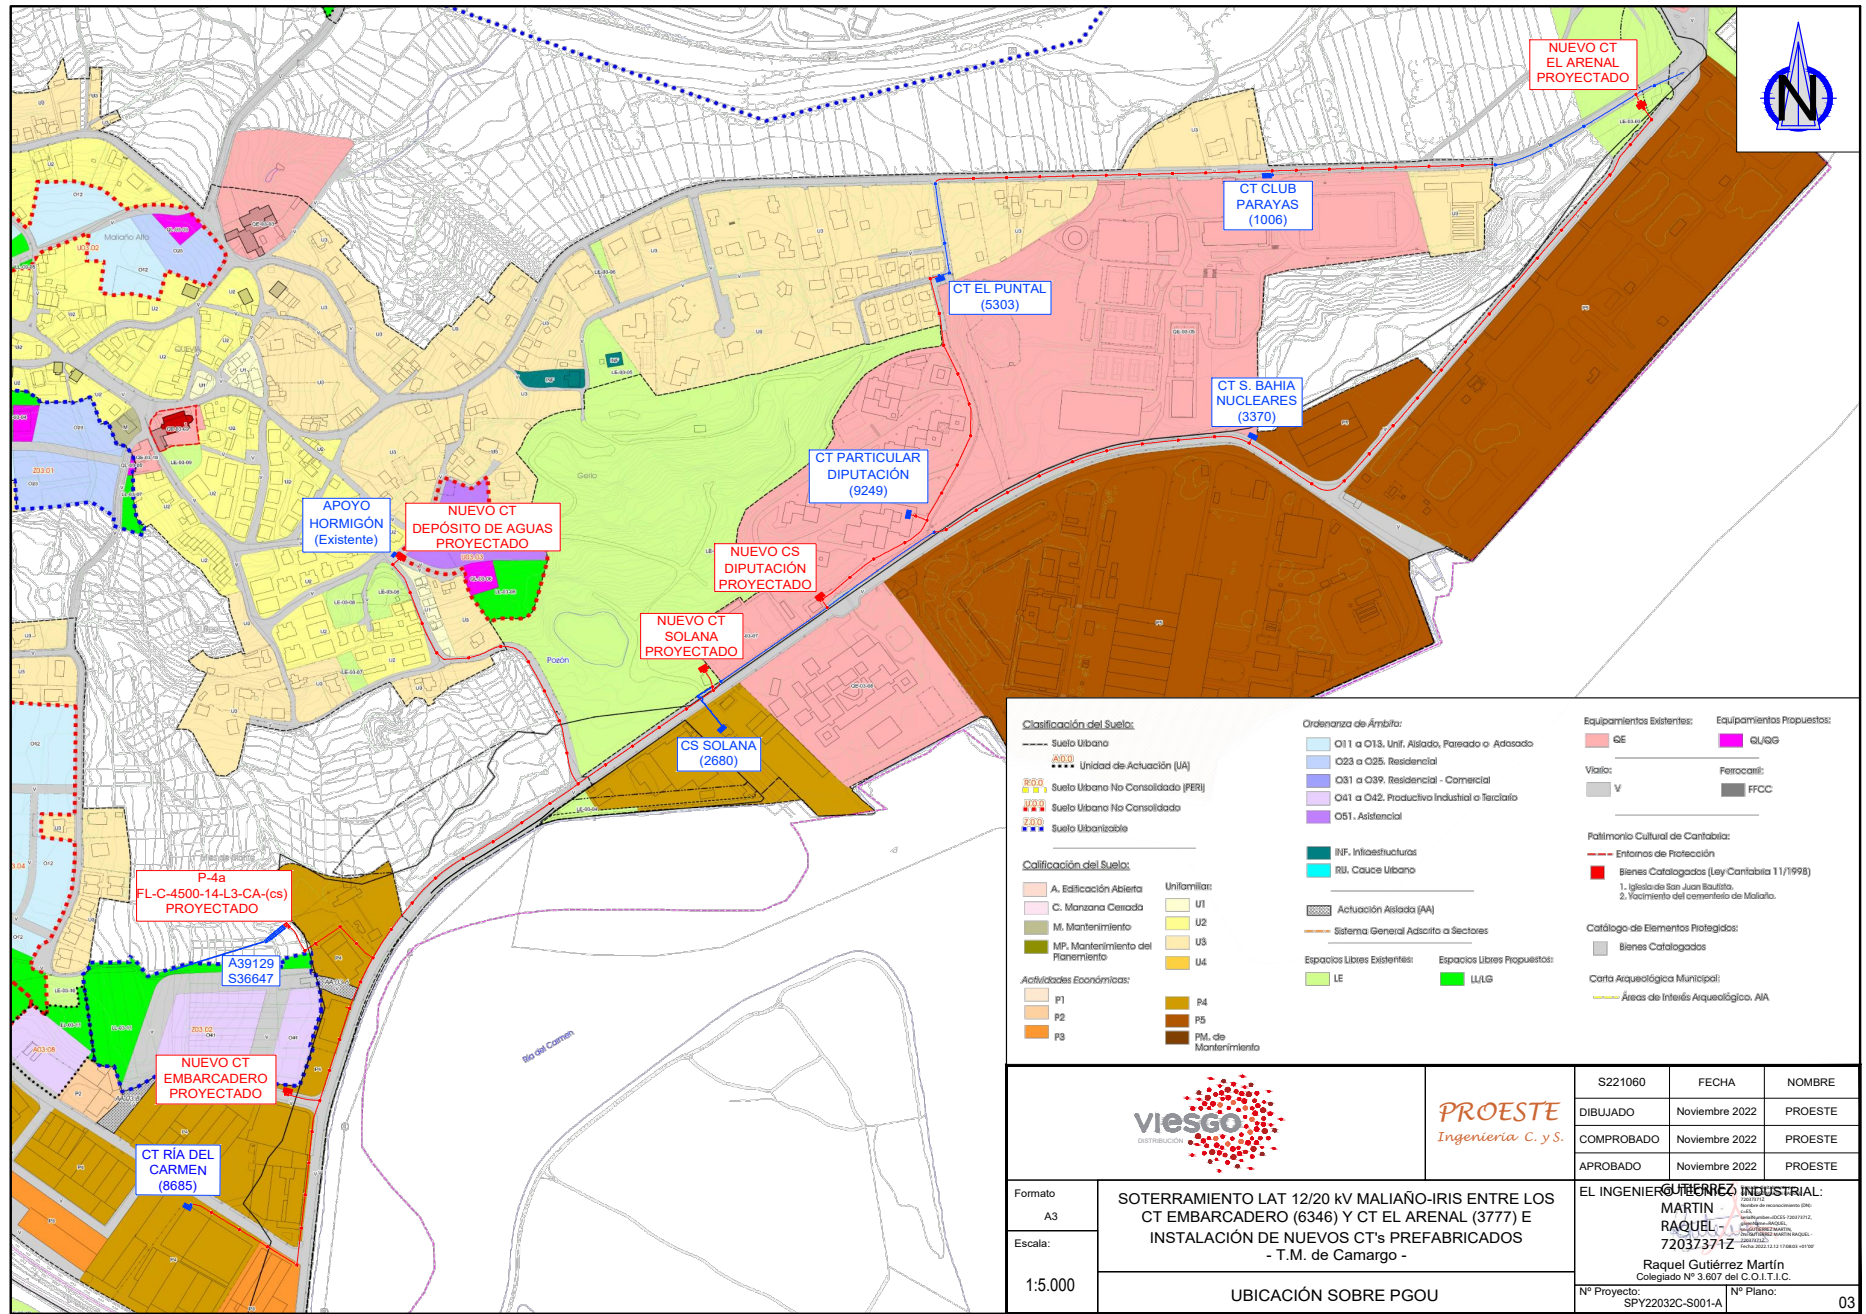 NUEVO CT
EL ARENAL
PROYECTADO
N
CT CLUB
PARAYAS
(1006)
CT EL PUNTAL
(5303)
CT S. BAHIA
NUCLEARES
(3370)
CT PARTICULAR
DIPUTACIÓN
(9249)
APOYO
HORMIGÓN
(Existente)
NUEVO CT
DEPÓSITO DE AGUAS
PROYECTADO
NUEVO CS
DIPUTACIÓN
PROYECTADO
NUEVO CT
SOLANA
PROYECTADO
CS SOLANA
(2680)
P-4a
FL-C-4500-14-L3-CA-(cs)
PROYECTADO
A39129
S36647
NUEVO CT
EMBARCADERO
PROYECTADO
CT RÍA DEL
CARMEN
(8685)
Maliaño Alto
Pozón
Ría del Carmen
Clasificación del Suelo:
Suelo Urbano
Unidad de Actuación (UA)
Suelo Urbano No Consolidado (PERI)
Suelo Urbano No Consolidado
Suelo Urbanizable
Calificación del Suelo:
A. Edificación Abierta
C. Manzana Cerrada
M. Mantenimiento
MP. Mantenimiento del
Planeamiento
Unifamiliar:
U1
U2
U3
U4
Actividades Económicas:
P1
P2
P3
P4
P5
PM. de
Mantenimiento
Ordenanza de Ámbito:
O11 a O13. Unif. Aislado, Pareado o Adosado
O23 a O25. Residencial
O31 a O39. Residencial - Comercial
O41 a O42. Productivo Industrial o Terciario
O51. Asistencial
INF. Infraestructuras
RU. Cauce Urbano
Actuación Aislada (AA)
Sistema General Adscrito a Sectores
Espacios Libres Existentes:
LE
Espacios Libres Propuestos:
LL/LG
Equipamientos Existentes:
QE
Equipamientos Propuestos:
QL/QG
Viario:
V
Ferrocarril:
FFCC
Patrimonio Cultural de Cantabria:
Entornos de Protección
Bienes Catalogados (Ley Cantabria 11/1998)
1. Iglesia de San Juan Bautista.
2. Yacimiento del cementerio de Maliaño.
Catálogo de Elementos Protegidos:
Bienes Catalogados
Carta Arqueológica Municipal:
Áreas de Interés Arqueológico. AIA
viesgo
DISTRIBUCIÓN
PROESTE
Ingeniería C. y S.
S221060 FECHA NOMBRE
DIBUJADO Noviembre 2022 PROESTE
COMPROBADO Noviembre 2022 PROESTE
APROBADO Noviembre 2022 PROESTE
Formato
A3
Escala:
1:5.000
SOTERRAMIENTO LAT 12/20 kV MALIAÑO-IRIS ENTRE LOS
CT EMBARCADERO (6346) Y CT EL ARENAL (3777) E
INSTALACIÓN DE NUEVOS CT's PREFABRICADOS
- T.M. de Camargo -
UBICACIÓN SOBRE PGOU
EL INGENIERO TÉCNICO INDUSTRIAL:
GUTIERREZ
MARTIN
RAQUEL -
72037371Z
Raquel Gutiérrez Martín
Colegiado Nº 3.607 del C.O.I.T.I.C.
Nº Proyecto:
SPY22032C-S001-A
Nº Plano:
03